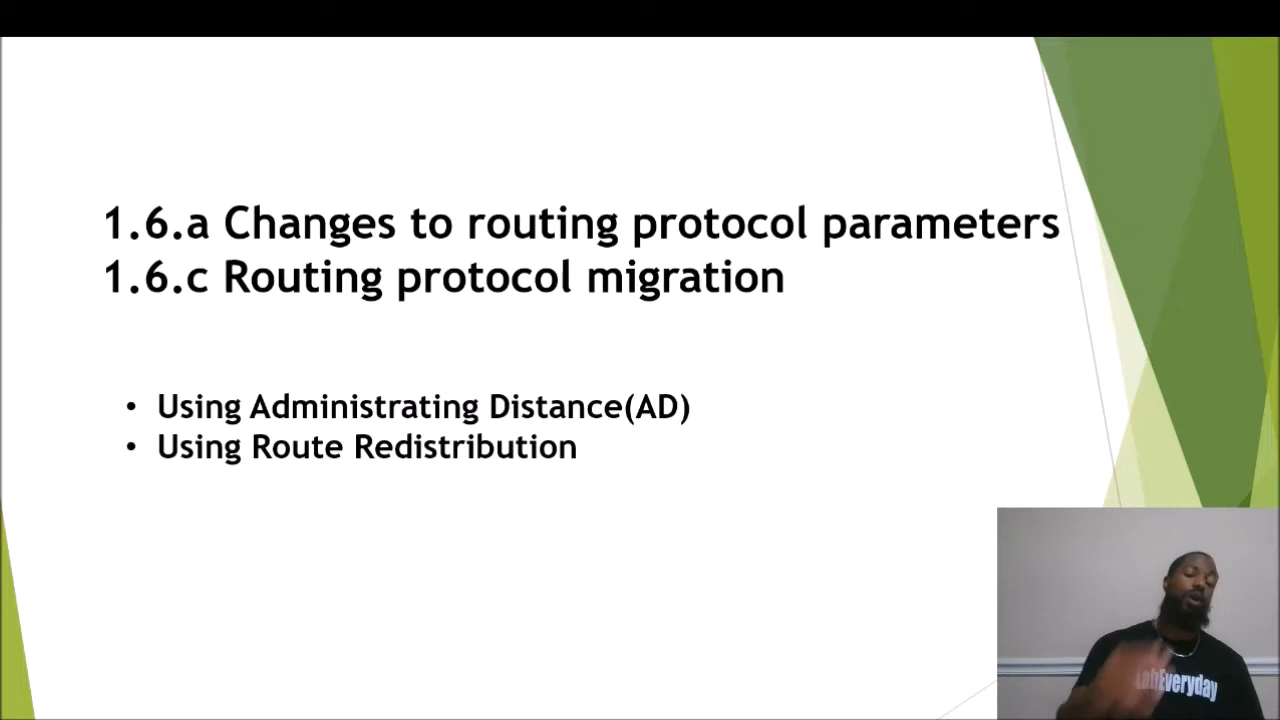 1.6.a Changes to routing protocol parameters
1.6.c Routing protocol migration
• Using Administrating Distance(AD)
• Using Route Redistribution
LabEveryday